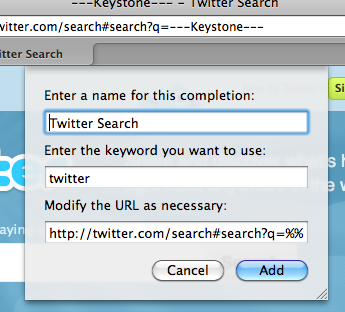 ---Keystone--- – Twitter Search
witter.com/search#search?q=---Keystone---
itter Search
Enter a name for this completion:
Si
Twitter Search
Enter the keyword you want to use:
twitter
Modify the URL as necessary:
aying
http://twitter.com/search#search?q=%%
Cancel
Add